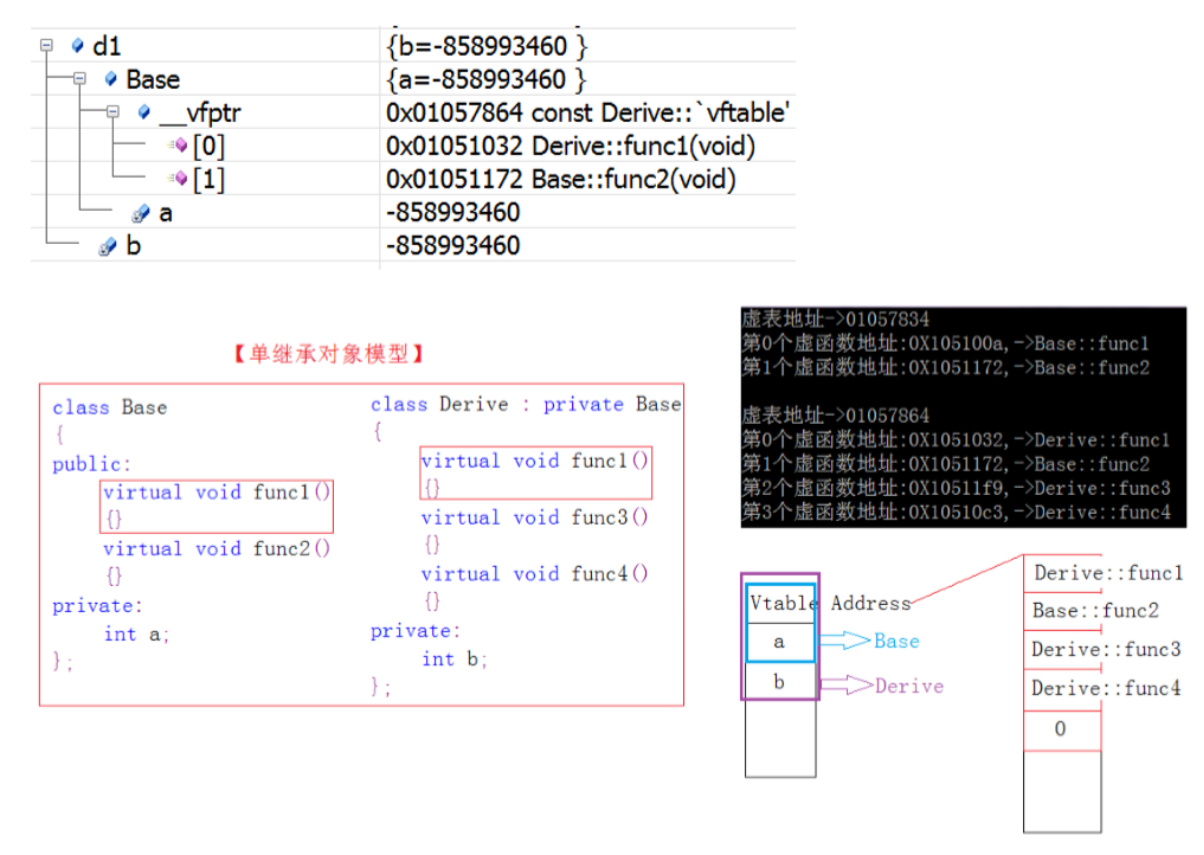 d1 {b=-858993460 }
Base {a=-858993460 }
__vfptr 0x01057864 const Derive::`vftable'
[0] 0x01051032 Derive::func1(void)
[1] 0x01051172 Base::func2(void)
a -858993460
b -858993460
【单继承对象模型】
class Base
{
public:
virtual void func1()
{}
virtual void func2()
{}
private:
int a;
};
class Derive : private Base
{
virtual void func1()
{}
virtual void func3()
{}
virtual void func4()
{}
private:
int b;
};
虚表地址->01057834
第0个虚函数地址:0X105100a,->Base::func1
第1个虚函数地址:0X1051172,->Base::func2
虚表地址->01057864
第0个虚函数地址:0X1051032,->Derive::func1
第1个虚函数地址:0X1051172,->Base::func2
第2个虚函数地址:0X10511f9,->Derive::func3
第3个虚函数地址:0X10510c3,->Derive::func4
Vtable Address
a
Base
b
Derive
Derive::func1
Base::func2
Derive::func3
Derive::func4
0